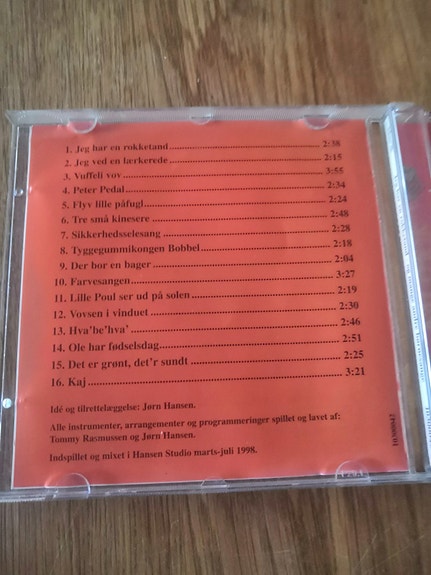 1. Jeg har en rokketand 2:38
2. Jeg ved en lærkerede 2:15
3. Vuffeli vov 3:55
4. Peter Pedal 2:34
5. Flyv lille påfugl 2:24
6. Tre små kinesere 2:48
7. Sikkerhedsselesang 2:28
8. Tyggegummikongen Bobbel 2:18
9. Der bor en bager 2:04
10. Farvesangen 3:27
11. Lille Poul ser ud på solen 2:19
12. Vovsen i vinduet 2:30
13. Hva'be'hva' 2:46
14. Ole har fødselsdag 2:51
15. Det er grønt, det'r sundt 2:25
16. Kaj 3:21
Idé og tilrettelæggelse: Jørn Hansen.
Alle instrumenter, arrangementer og programmeringer spillet og lavet af:
Tommy Rasmussen og Jørn Hansen.
Indspillet og mixet i Hansen Studio marts-juli 1998.